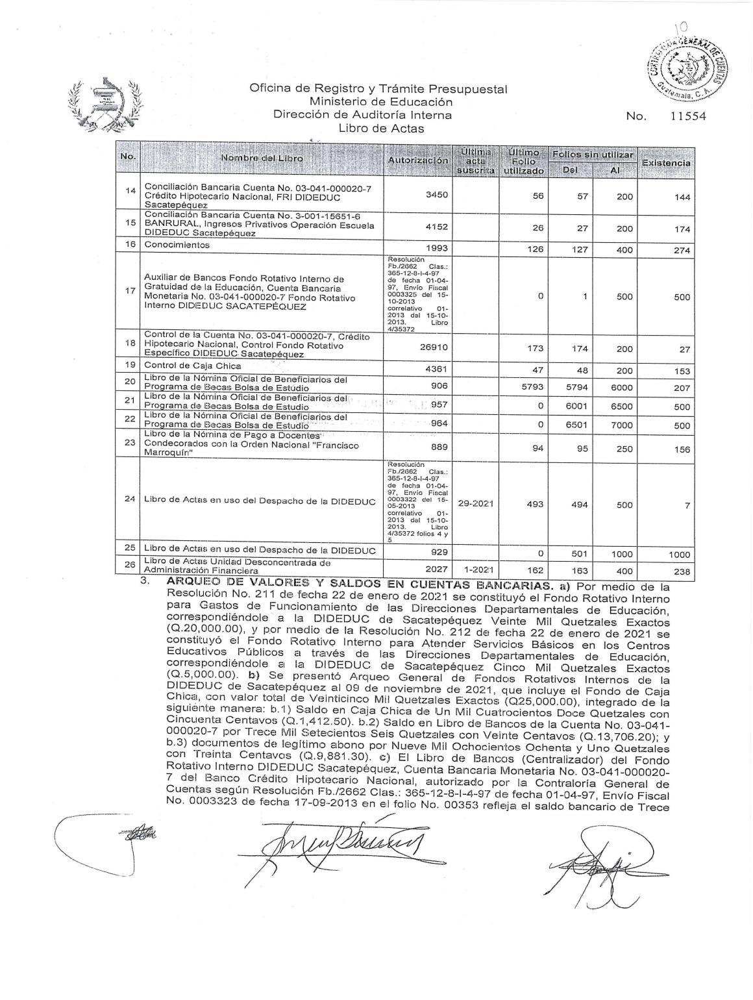 10
CONTRALORIA GENERAL DE CUENTAS
Guatemala, C. A.
Oficina de Registro y Trámite Presupuestal
Ministerio de Educación
Dirección de Auditoría Interna
Libro de Actas
No. 11554
No. Nombre del Libro Autorización Última acta suscrita Último Folio utilizado Folios sin utilizar Del Al Existencia
14 Conciliación Bancaria Cuenta No. 03-041-000020-7
Crédito Hipotecario Nacional, FRI DIDEDUC
Sacatepéquez 3450 56 57 200 144
15 Conciliación Bancaria Cuenta No. 3-001-15651-6
BANRURAL, Ingresos Privativos Operación Escuela
DIDEDUC Sacatepéquez 4152 26 27 200 174
16 Conocimientos 1993 126 127 400 274
17 Auxiliar de Bancos Fondo Rotativo Interno de
Gratuidad de la Educación, Cuenta Bancaria
Monetaria No. 03-041-000020-7 Fondo Rotativo
Interno DIDEDUC SACATEPÉQUEZ
Resolución
Fb./2662 Clas.:
365-12-8-I-4-97
de fecha 01-04-
97, Envío Fiscal
0003325 del 15-
10-2013
correlativo 01-
2013 del 15-10-
2013. Libro
4/35372
0 1 500 500
18 Control de la Cuenta No. 03-041-000020-7, Crédito
Hipotecario Nacional, Control Fondo Rotativo
Específico DIDEDUC Sacatepéquez 26910 173 174 200 27
19 Control de Caja Chica 4361 47 48 200 153
20 Libro de la Nómina Oficial de Beneficiarios del
Programa de Becas Bolsa de Estudio 906 5793 5794 6000 207
21 Libro de la Nómina Oficial de Beneficiarios del
Programa de Becas Bolsa de Estudio 957 0 6001 6500 500
22 Libro de la Nómina Oficial de Beneficiarios del
Programa de Becas Bolsa de Estudio 964 0 6501 7000 500
23 Libro de la Nómina de Pago a Docentes
Condecorados con la Orden Nacional "Francisco
Marroquín" 889 94 95 250 156
24 Libro de Actas en uso del Despacho de la DIDEDUC
Resolución
Fb./2662 Clas.:
365-12-8-I-4-97
de fecha 01-04-
97, Envío Fiscal
0003322 del 15-
05-2013
correlativo 01-
2013 del 15-10-
2013. Libro
4/35372 folios 4 y
5
29-2021 493 494 500 7
25 Libro de Actas en uso del Despacho de la DIDEDUC 929 0 501 1000 1000
26 Libro de Actas Unidad Desconcentrada de
Administración Financiera 2027 1-2021 162 163 400 238
3. ARQUEO DE VALORES Y SALDOS EN CUENTAS BANCARIAS. a) Por medio de la
Resolución No. 211 de fecha 22 de enero de 2021 se constituyó el Fondo Rotativo Interno
para Gastos de Funcionamiento de las Direcciones Departamentales de Educación,
correspondiéndole a la DIDEDUC de Sacatepéquez Veinte Mil Quetzales Exactos
(Q.20,000.00), y por medio de la Resolución No. 212 de fecha 22 de enero de 2021 se
constituyó el Fondo Rotativo Interno para Atender Servicios Básicos en los Centros
Educativos Públicos a través de las Direcciones Departamentales de Educación,
correspondiéndole a la DIDEDUC de Sacatepéquez Cinco Mil Quetzales Exactos
(Q.5,000.00). b) Se presentó Arqueo General de Fondos Rotativos Internos de la
DIDEDUC de Sacatepéquez al 09 de noviembre de 2021, que incluye el Fondo de Caja
Chica, con valor total de Veinticinco Mil Quetzales Exactos (Q25,000.00), integrado de la
siguiente manera: b.1) Saldo en Caja Chica de Un Mil Cuatrocientos Doce Quetzales con
Cincuenta Centavos (Q.1,412.50). b.2) Saldo en Libro de Bancos de la Cuenta No. 03-041-
000020-7 por Trece Mil Setecientos Seis Quetzales con Veinte Centavos (Q.13,706.20); y
b.3) documentos de legítimo abono por Nueve Mil Ochocientos Ochenta y Uno Quetzales
con Treinta Centavos (Q.9,881.30). c) El Libro de Bancos (Centralizador) del Fondo
Rotativo Interno DIDEDUC Sacatepéquez, Cuenta Bancaria Monetaria No. 03-041-000020-
7 del Banco Crédito Hipotecario Nacional, autorizado por la Contraloría General de
Cuentas según Resolución Fb./2662 Clas.: 365-12-8-I-4-97 de fecha 01-04-97, Envío Fiscal
No. 0003323 de fecha 17-09-2013 en el folio No. 00353 refleja el saldo bancario de Trece